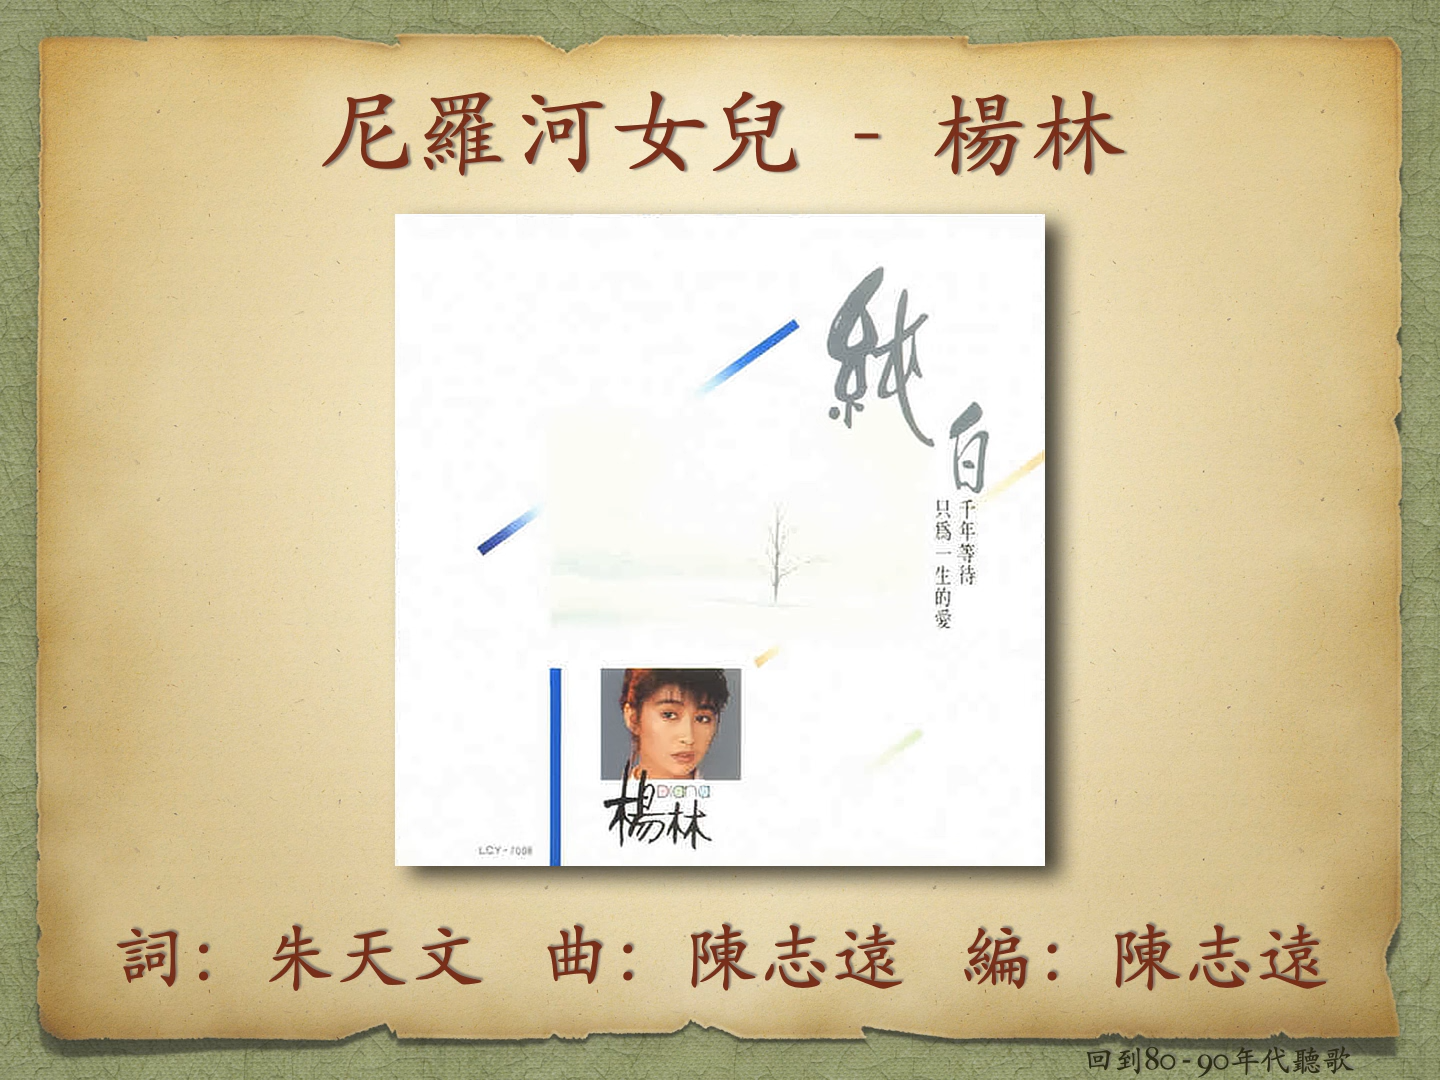 尼羅河女兒 - 楊林
純白
千年等待
只為一生的愛
Diana
楊林
LCY-1008
詞：朱天文 曲：陳志遠 編：陳志遠
回到80-90年代聽歌